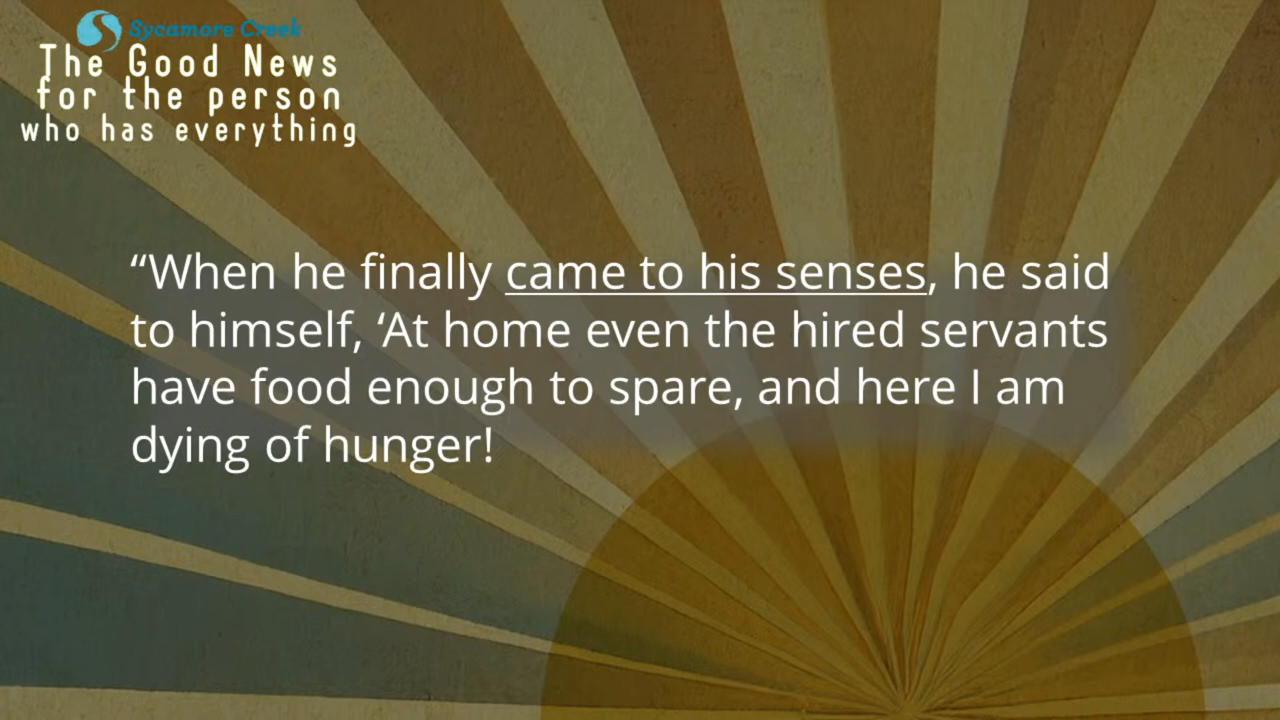 Sycamore Creek
The Good News
for the person
who has everything
“When he finally came to his senses, he said
to himself, ‘At home even the hired servants
have food enough to spare, and here I am
dying of hunger!